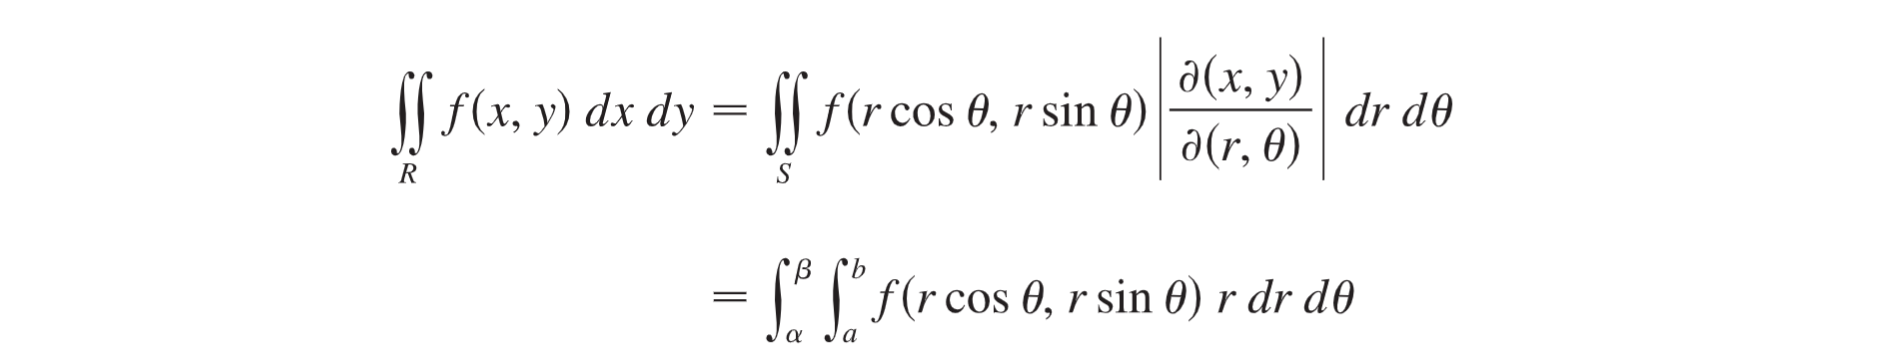 ∬_R f(x, y) dx dy = ∬_S f(r cos θ, r sin θ) |∂(x, y)/∂(r, θ)| dr dθ
= ∫_α^β ∫_a^b f(r cos θ, r sin θ) r dr dθ